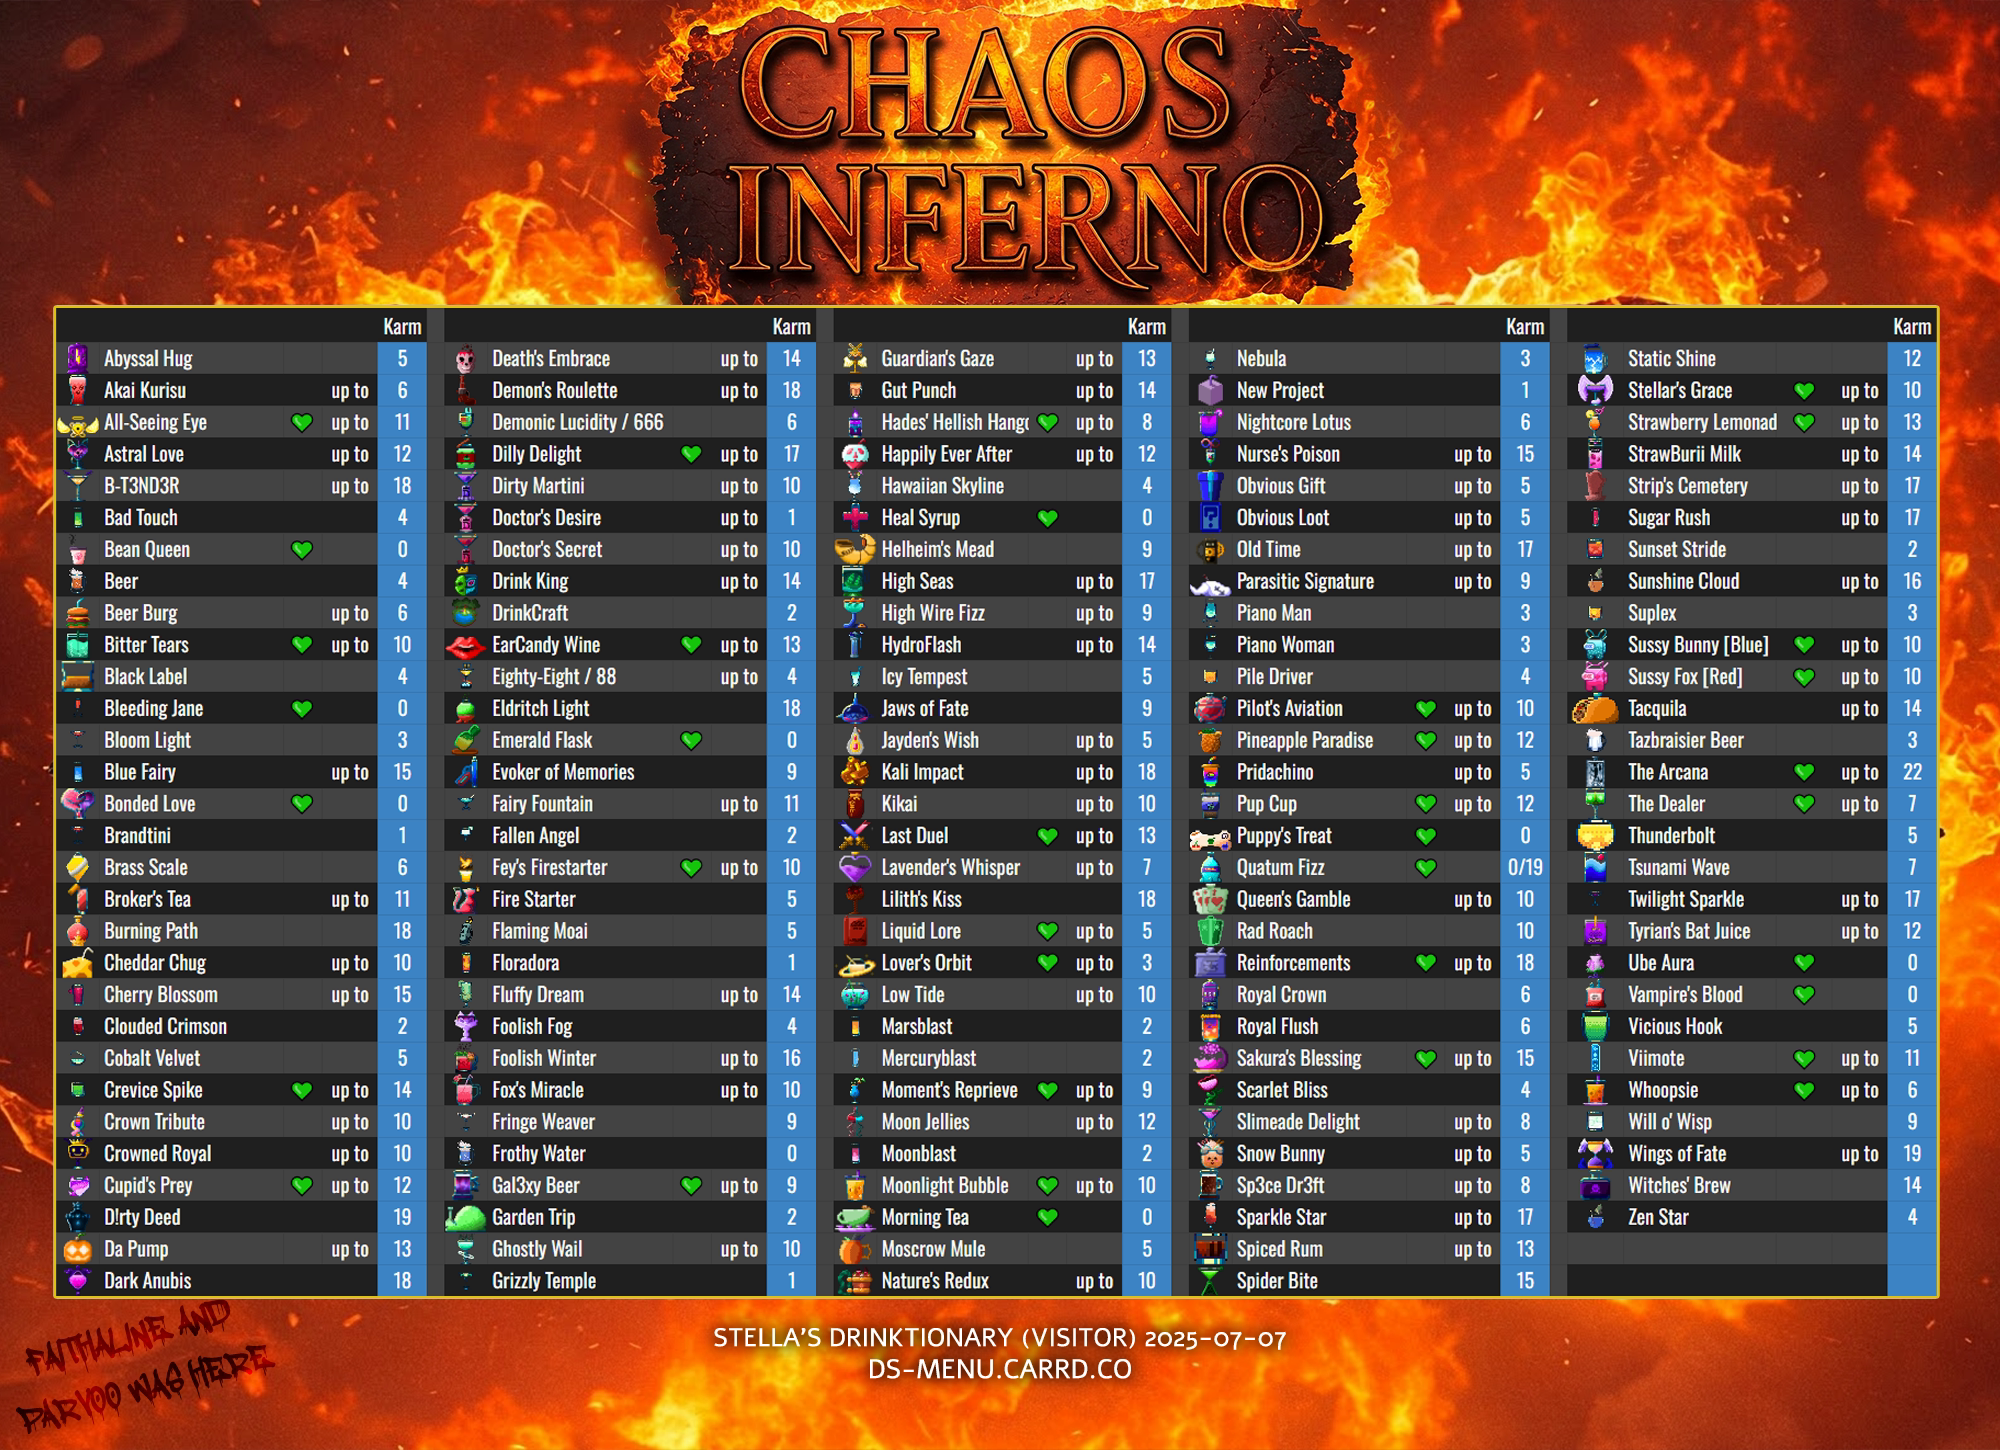 CHAOS
INFERNO
Karm
Abyssal Hug 5
Akai Kurisu up to 6
All-Seeing Eye up to 11
Astral Love up to 12
B-T3ND3R up to 18
Bad Touch 4
Bean Queen 0
Beer 4
Beer Burg up to 6
Bitter Tears up to 10
Black Label 4
Bleeding Jane 0
Bloom Light 3
Blue Fairy up to 15
Bonded Love 0
Brandtini 1
Brass Scale 6
Broker's Tea up to 11
Burning Path 18
Cheddar Chug up to 10
Cherry Blossom up to 15
Clouded Crimson 2
Cobalt Velvet 5
Crevice Spike up to 14
Crown Tribute up to 10
Crowned Royal up to 10
Cupid's Prey up to 12
D!rty Deed 19
Da Pump up to 13
Dark Anubis 18
Karm
Death's Embrace up to 14
Demon's Roulette up to 18
Demonic Lucidity / 666 6
Dilly Delight up to 17
Dirty Martini up to 10
Doctor's Desire up to 1
Doctor's Secret up to 10
Drink King up to 14
DrinkCraft 2
EarCandy Wine up to 13
Eighty-Eight / 88 up to 4
Eldritch Light 18
Emerald Flask 0
Evoker of Memories 9
Fairy Fountain up to 11
Fallen Angel 2
Fey's Firestarter up to 10
Fire Starter 5
Flaming Moai 5
Floradora 1
Fluffy Dream up to 14
Foolish Fog 4
Foolish Winter up to 16
Fox's Miracle up to 10
Fringe Weaver 9
Frothy Water 0
Gal3xy Beer up to 9
Garden Trip 2
Ghostly Wail up to 10
Grizzly Temple 1
Karm
Guardian's Gaze up to 13
Gut Punch up to 14
Hades' Hellish Hango up to 8
Happily Ever After up to 12
Hawaiian Skyline 4
Heal Syrup 0
Helheim's Mead 9
High Seas up to 17
High Wire Fizz up to 9
HydroFlash up to 14
Icy Tempest 5
Jaws of Fate 9
Jayden's Wish up to 5
Kali Impact up to 18
Kikai up to 10
Last Duel up to 13
Lavender's Whisper up to 7
Lilith's Kiss 18
Liquid Lore up to 5
Lover's Orbit up to 3
Low Tide up to 10
Marsblast 2
Mercuryblast 2
Moment's Reprieve up to 9
Moon Jellies up to 12
Moonblast 2
Moonlight Bubble up to 10
Morning Tea 0
Moscrow Mule 5
Nature's Redux up to 10
Karm
Nebula 3
New Project 1
Nightcore Lotus 6
Nurse's Poison up to 15
Obvious Gift up to 5
Obvious Loot up to 5
Old Time up to 17
Parasitic Signature up to 9
Piano Man 3
Piano Woman 3
Pile Driver 4
Pilot's Aviation up to 10
Pineapple Paradise up to 12
Pridachino up to 5
Pup Cup up to 12
Puppy's Treat 0
Quatum Fizz 0/19
Queen's Gamble up to 10
Rad Roach 10
Reinforcements up to 18
Royal Crown 6
Royal Flush 6
Sakura's Blessing up to 15
Scarlet Bliss 4
Slimeade Delight up to 8
Snow Bunny up to 5
Sp3ce Dr3ft up to 8
Sparkle Star up to 17
Spiced Rum up to 13
Spider Bite 15
Karm
Static Shine 12
Stellar's Grace up to 10
Strawberry Lemonad up to 13
StrawBurii Milk up to 14
Strip's Cemetery up to 17
Sugar Rush up to 17
Sunset Stride 2
Sunshine Cloud up to 16
Suplex 3
Sussy Bunny [Blue] up to 10
Sussy Fox [Red] up to 10
Tacquila up to 14
Tazbraisier Beer 3
The Arcana up to 22
The Dealer up to 7
Thunderbolt 5
Tsunami Wave 7
Twilight Sparkle up to 17
Tyrian's Bat Juice up to 12
Ube Aura 0
Vampire's Blood 0
Vicious Hook 5
Viimote up to 11
Whoopsie up to 6
Will o' Wisp 9
Wings of Fate up to 19
Witches' Brew 14
Zen Star 4
FAITHALINE AND
PARVOO WAS HERE
STELLA'S DRINKTIONARY (VISITOR) 2025-07-07
DS-MENU.CARRD.CO